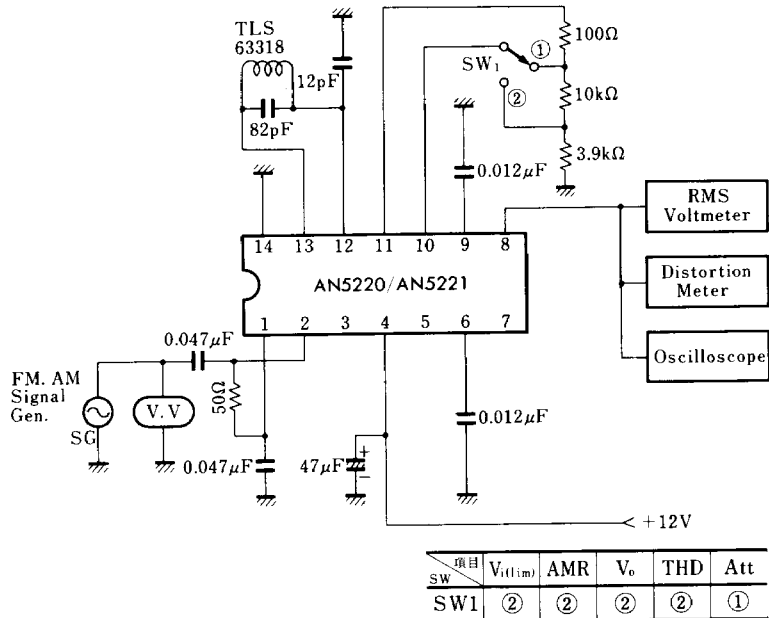 TLS
63318
12pF
82pF
SW₁
①
②
100Ω
10kΩ
3.9kΩ
0.012μF
14 13 12 11 10 9 8
AN5220/AN5221
1 2 3 4 5 6 7
RMS
Voltmeter
Distortion
Meter
Oscilloscope
0.047μF
FM. AM
Signal
Gen.
SG
V.V
50Ω
0.047μF
47μF
+
−
0.012μF
+12V
SW 項目 Vi(lim) AMR Vo THD Att
SW1 ② ② ② ② ①